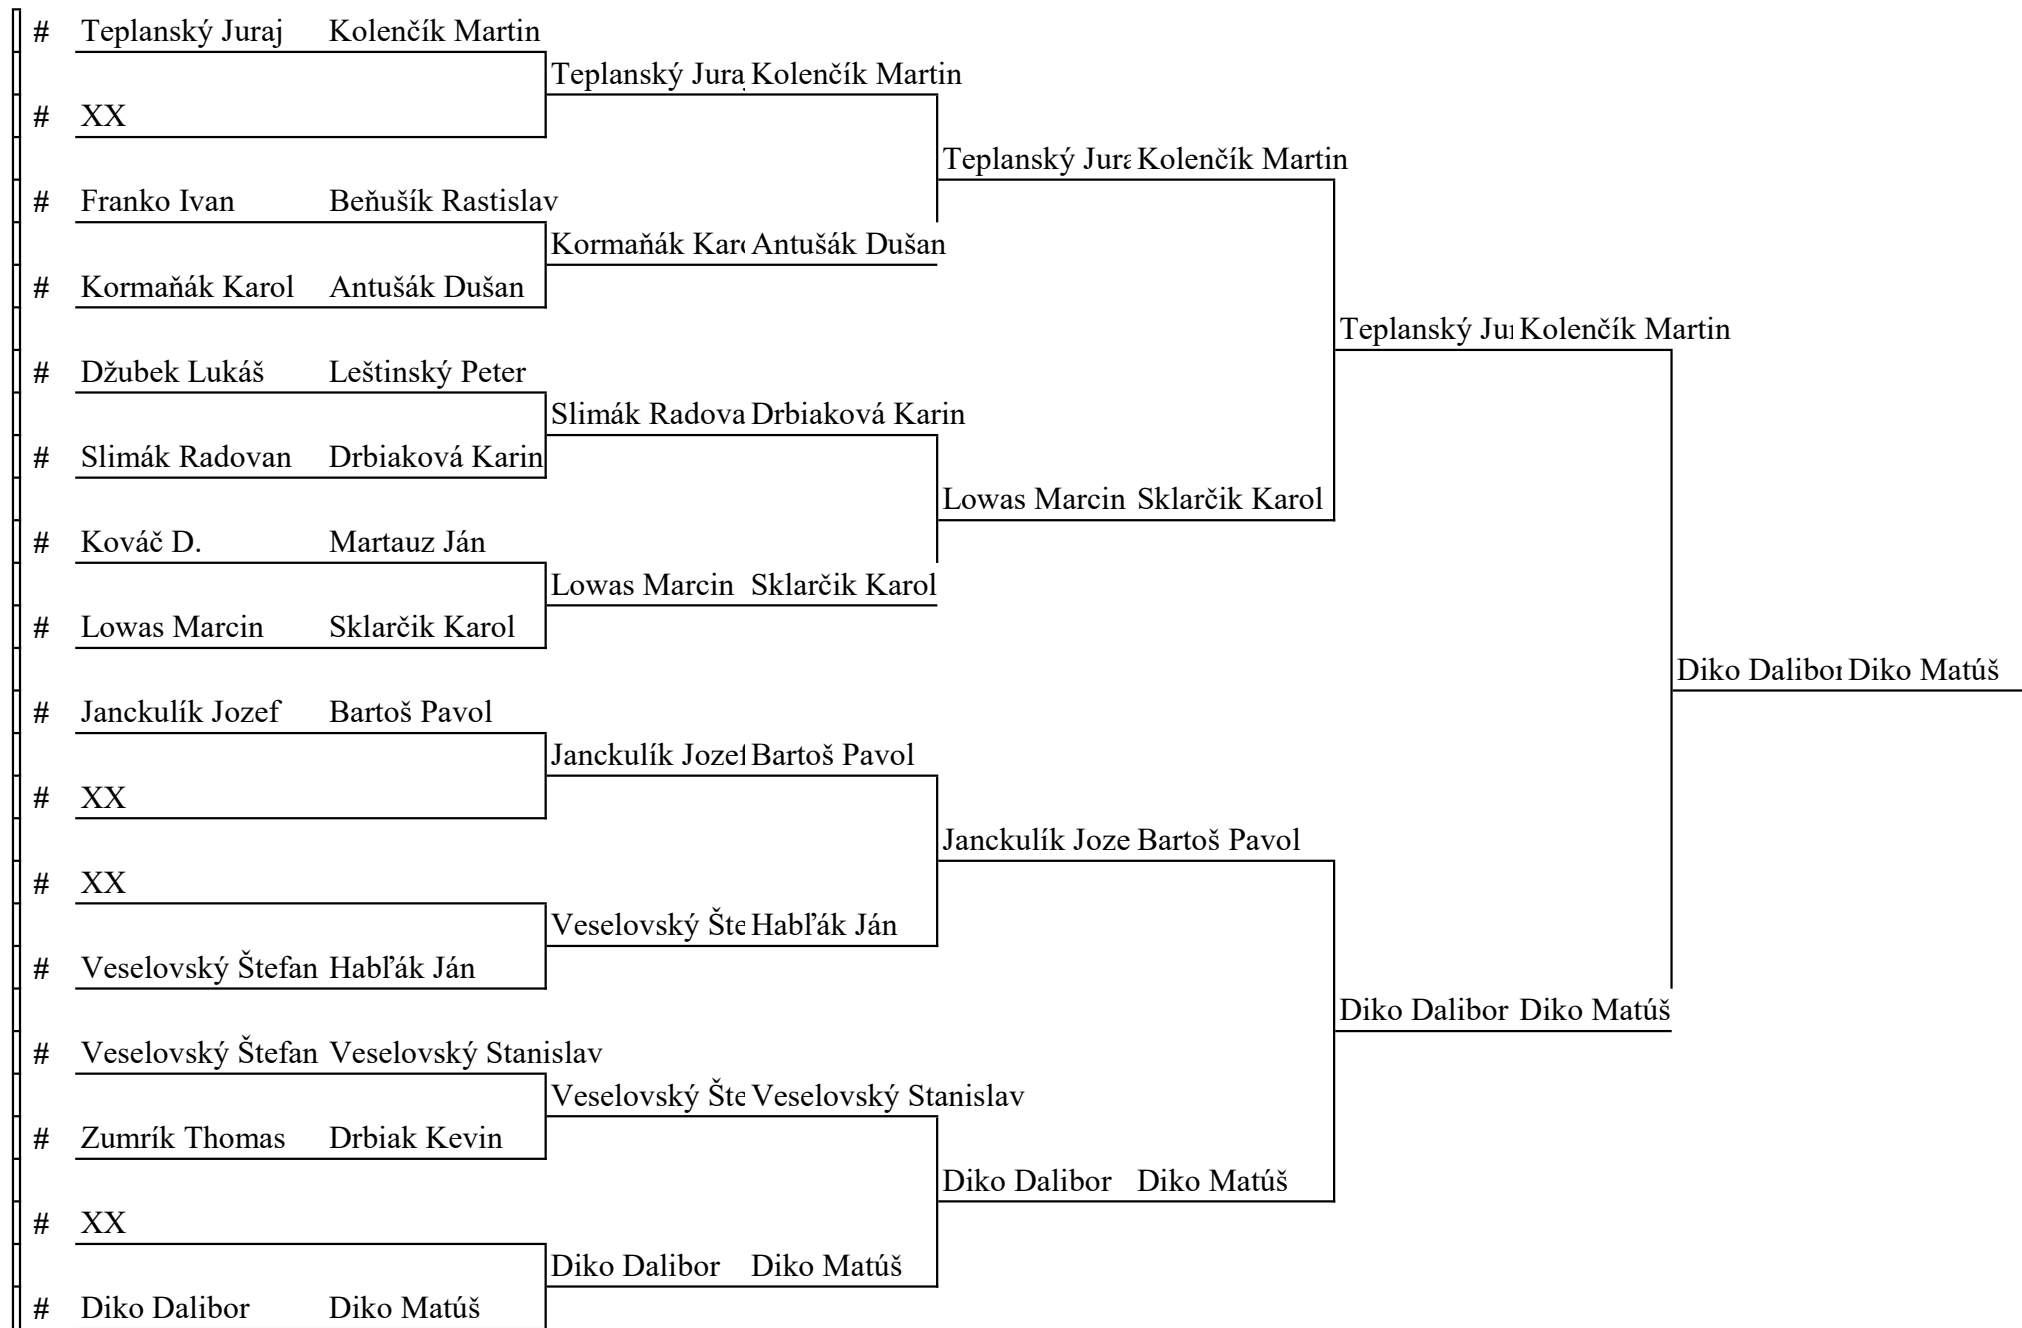 # Teplanský Juraj Kolenčík Martin
Teplanský Jura Kolenčík Martin
# XX
Teplanský Jura Kolenčík Martin
# Franko Ivan Beňušík Rastislav
Kormaňák Karo Antušák Dušan
# Kormaňák Karol Antušák Dušan
Teplanský Ju Kolenčík Martin
# Džubek Lukáš Leštinský Peter
Slimák Radova Drbiaková Karin
# Slimák Radovan Drbiaková Karin
Lowas Marcin Sklarčik Karol
# Kováč D. Martauz Ján
Lowas Marcin Sklarčik Karol
# Lowas Marcin Sklarčik Karol
Diko Dalibor Diko Matúš
# Janckulík Jozef Bartoš Pavol
Janckulík Jozef Bartoš Pavol
# XX
Janckulík Joze Bartoš Pavol
# XX
Veselovský Šte Habľák Ján
# Veselovský Štefan Habľák Ján
Diko Dalibor Diko Matúš
# Veselovský Štefan Veselovský Stanislav
Veselovský Šte Veselovský Stanislav
# Zumrík Thomas Drbiak Kevin
Diko Dalibor Diko Matúš
# XX
Diko Dalibor Diko Matúš
# Diko Dalibor Diko Matúš